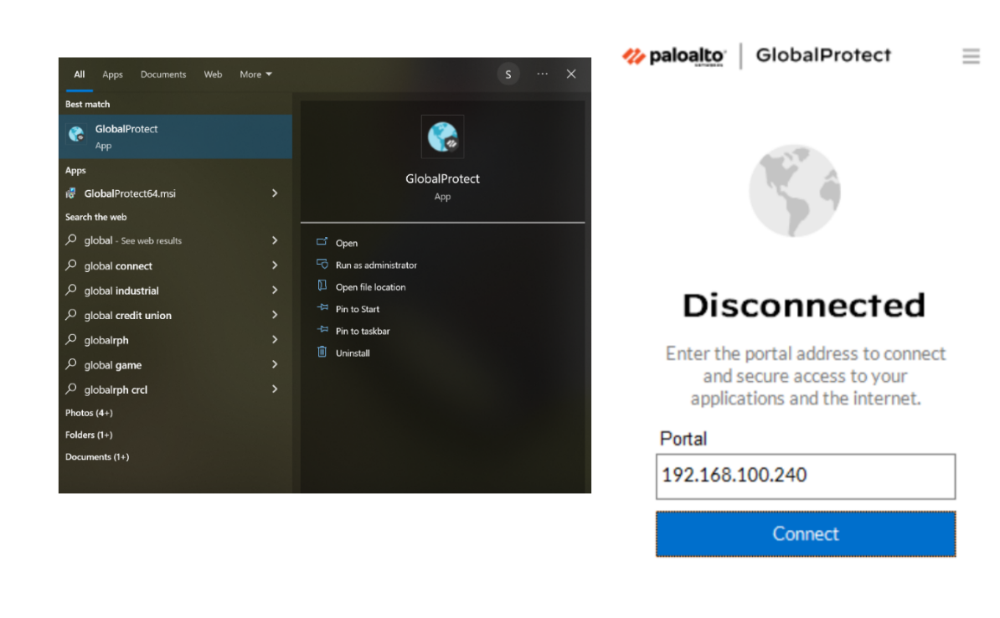 All Apps Documents Web More S ... 
Best match
GlobalProtect
App
Apps
GlobalProtect64.msi
Search the web
global - See web results
global connect
global industrial
global credit union
globalrph
global game
globalrph crcl
Photos (4+)
Folders (1+)
Documents (1+)
GlobalProtect
App
Open
Run as administrator
Open file location
Pin to Start
Pin to taskbar
Uninstall
paloalto GlobalProtect
NETWORKS
Disconnected
Enter the portal address to connect
and secure access to your
applications and the internet.
Portal
192.168.100.240
Connect